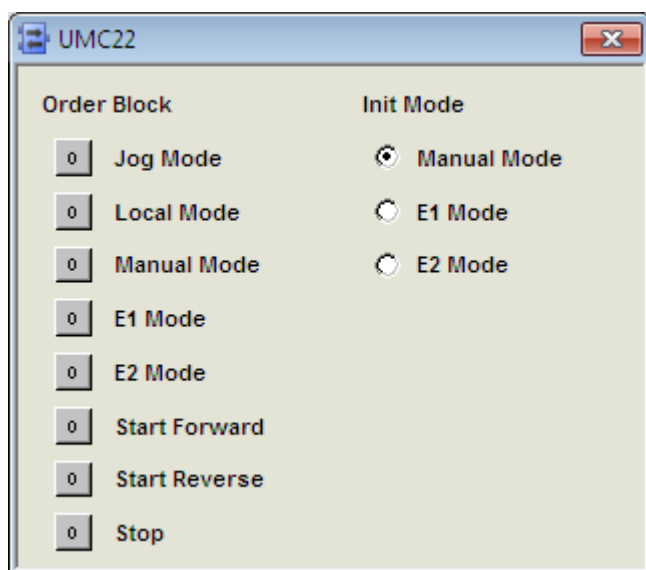 UMC22
Order Block Init Mode
0 Jog Mode Manual Mode
0 Local Mode E1 Mode
0 Manual Mode E2 Mode
0 E1 Mode
0 E2 Mode
0 Start Forward
0 Start Reverse
0 Stop